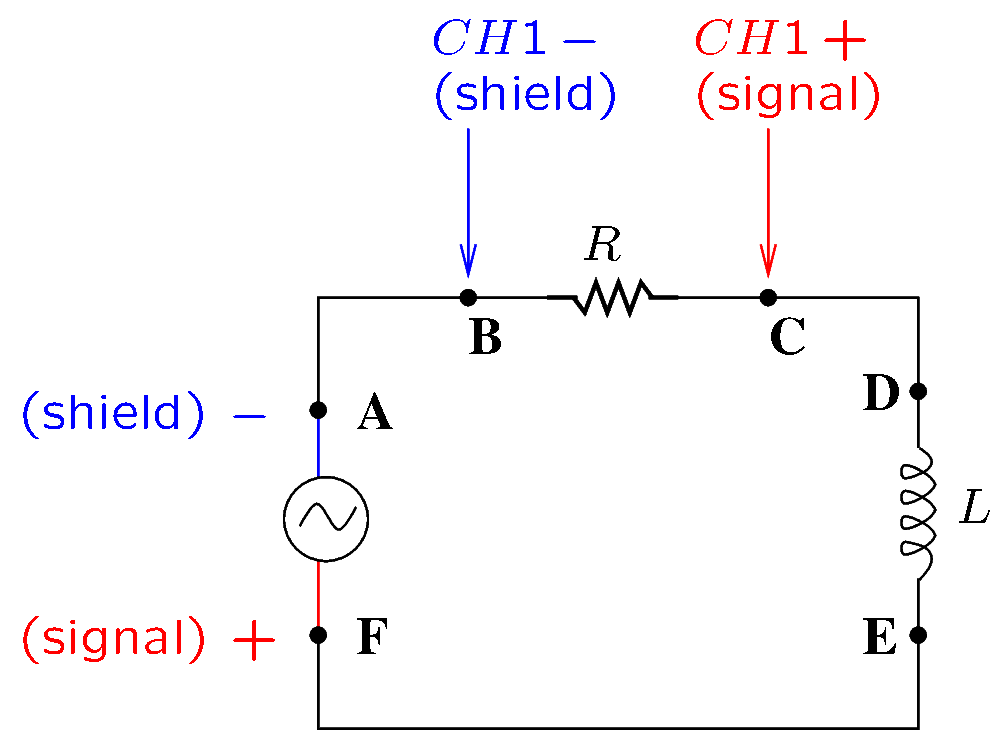 CH1− CH1+
(shield) (signal)
R
B C
D
(shield) − A
L
(signal) + F E